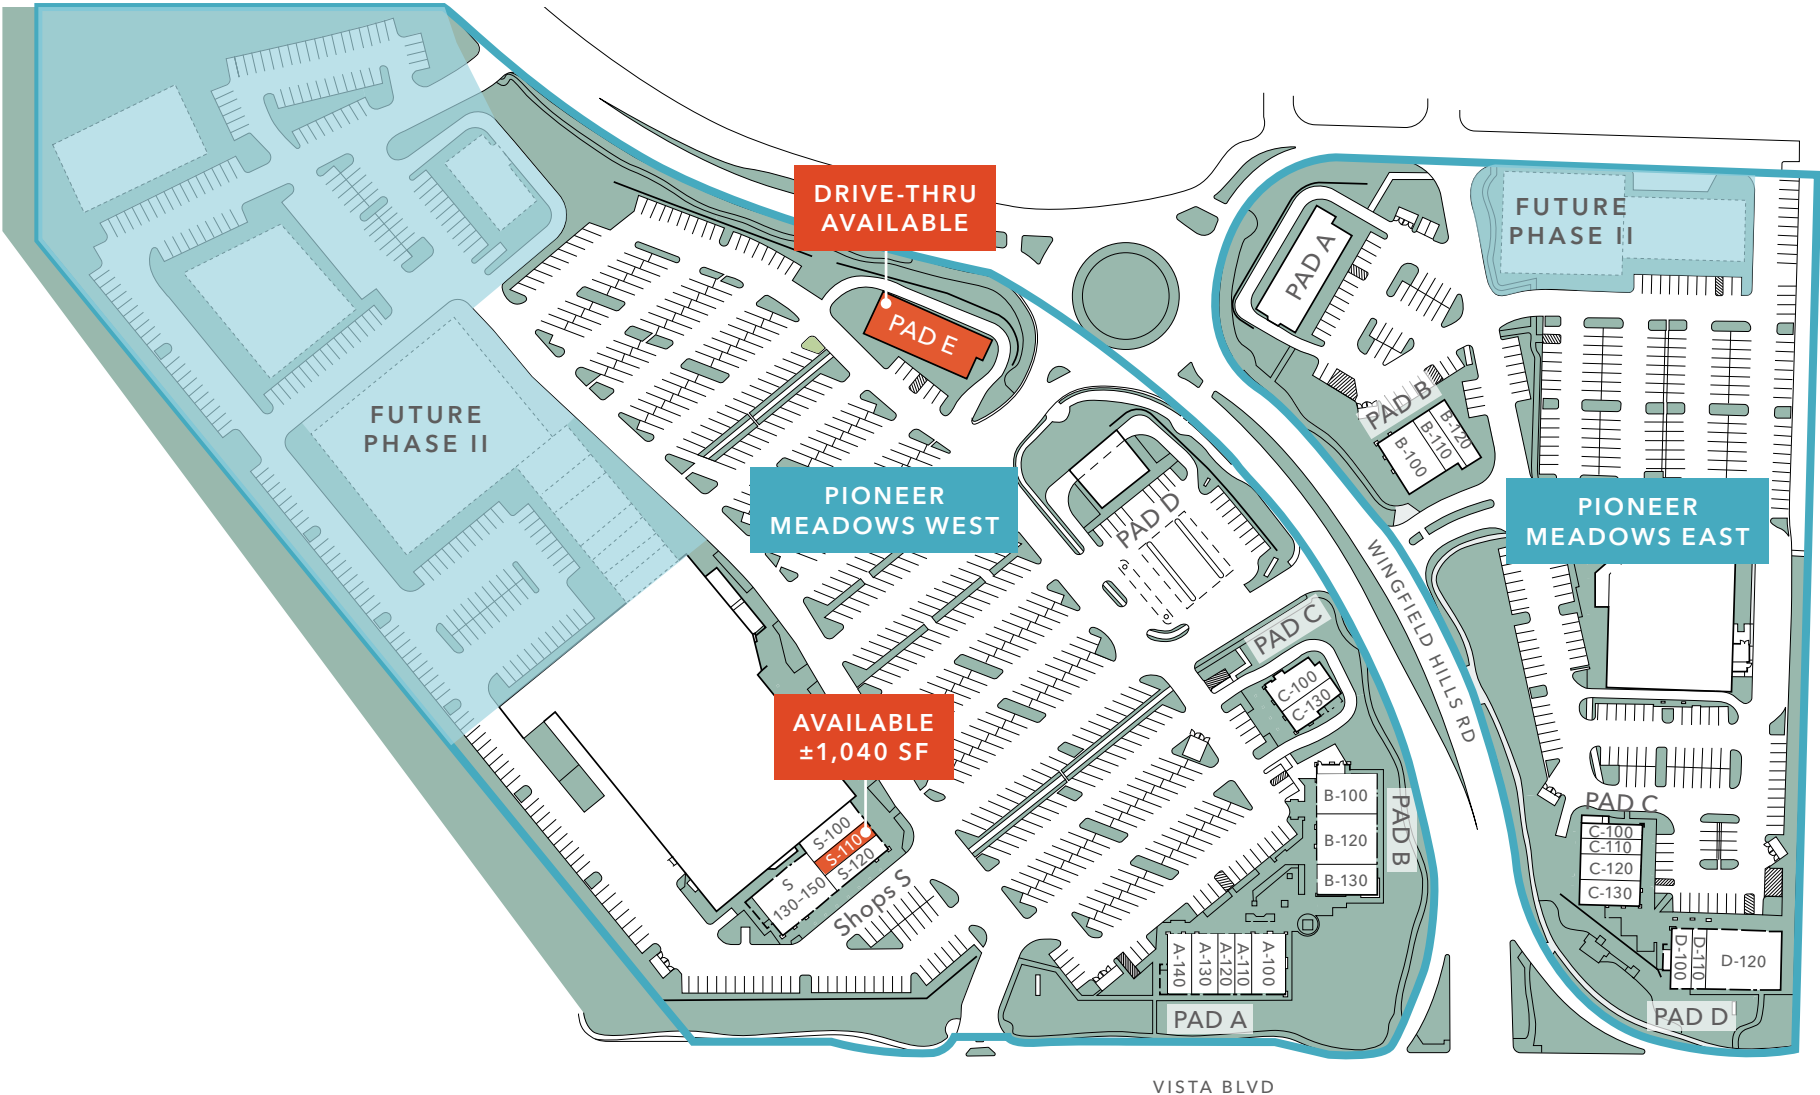 DRIVE-THRU
AVAILABLE
PAD E
FUTURE
PHASE II
PIONEER
MEADOWS WEST
PAD D
PAD C
C-100
C-130
AVAILABLE
±1,040 SF
S-100
S-110
S-120
S
130-150
Shops S
B-100
B-120
B-130
PAD B
A-140
A-130
A-120
A-110
A-100
PAD A
WINGFIELD HILLS RD
PAD A
FUTURE
PHASE II
PAD B
B-100
B-110
B-120
PIONEER
MEADOWS EAST
PAD C
C-100
C-110
C-120
C-130
D-100
D-110
D-120
PAD D
VISTA BLVD